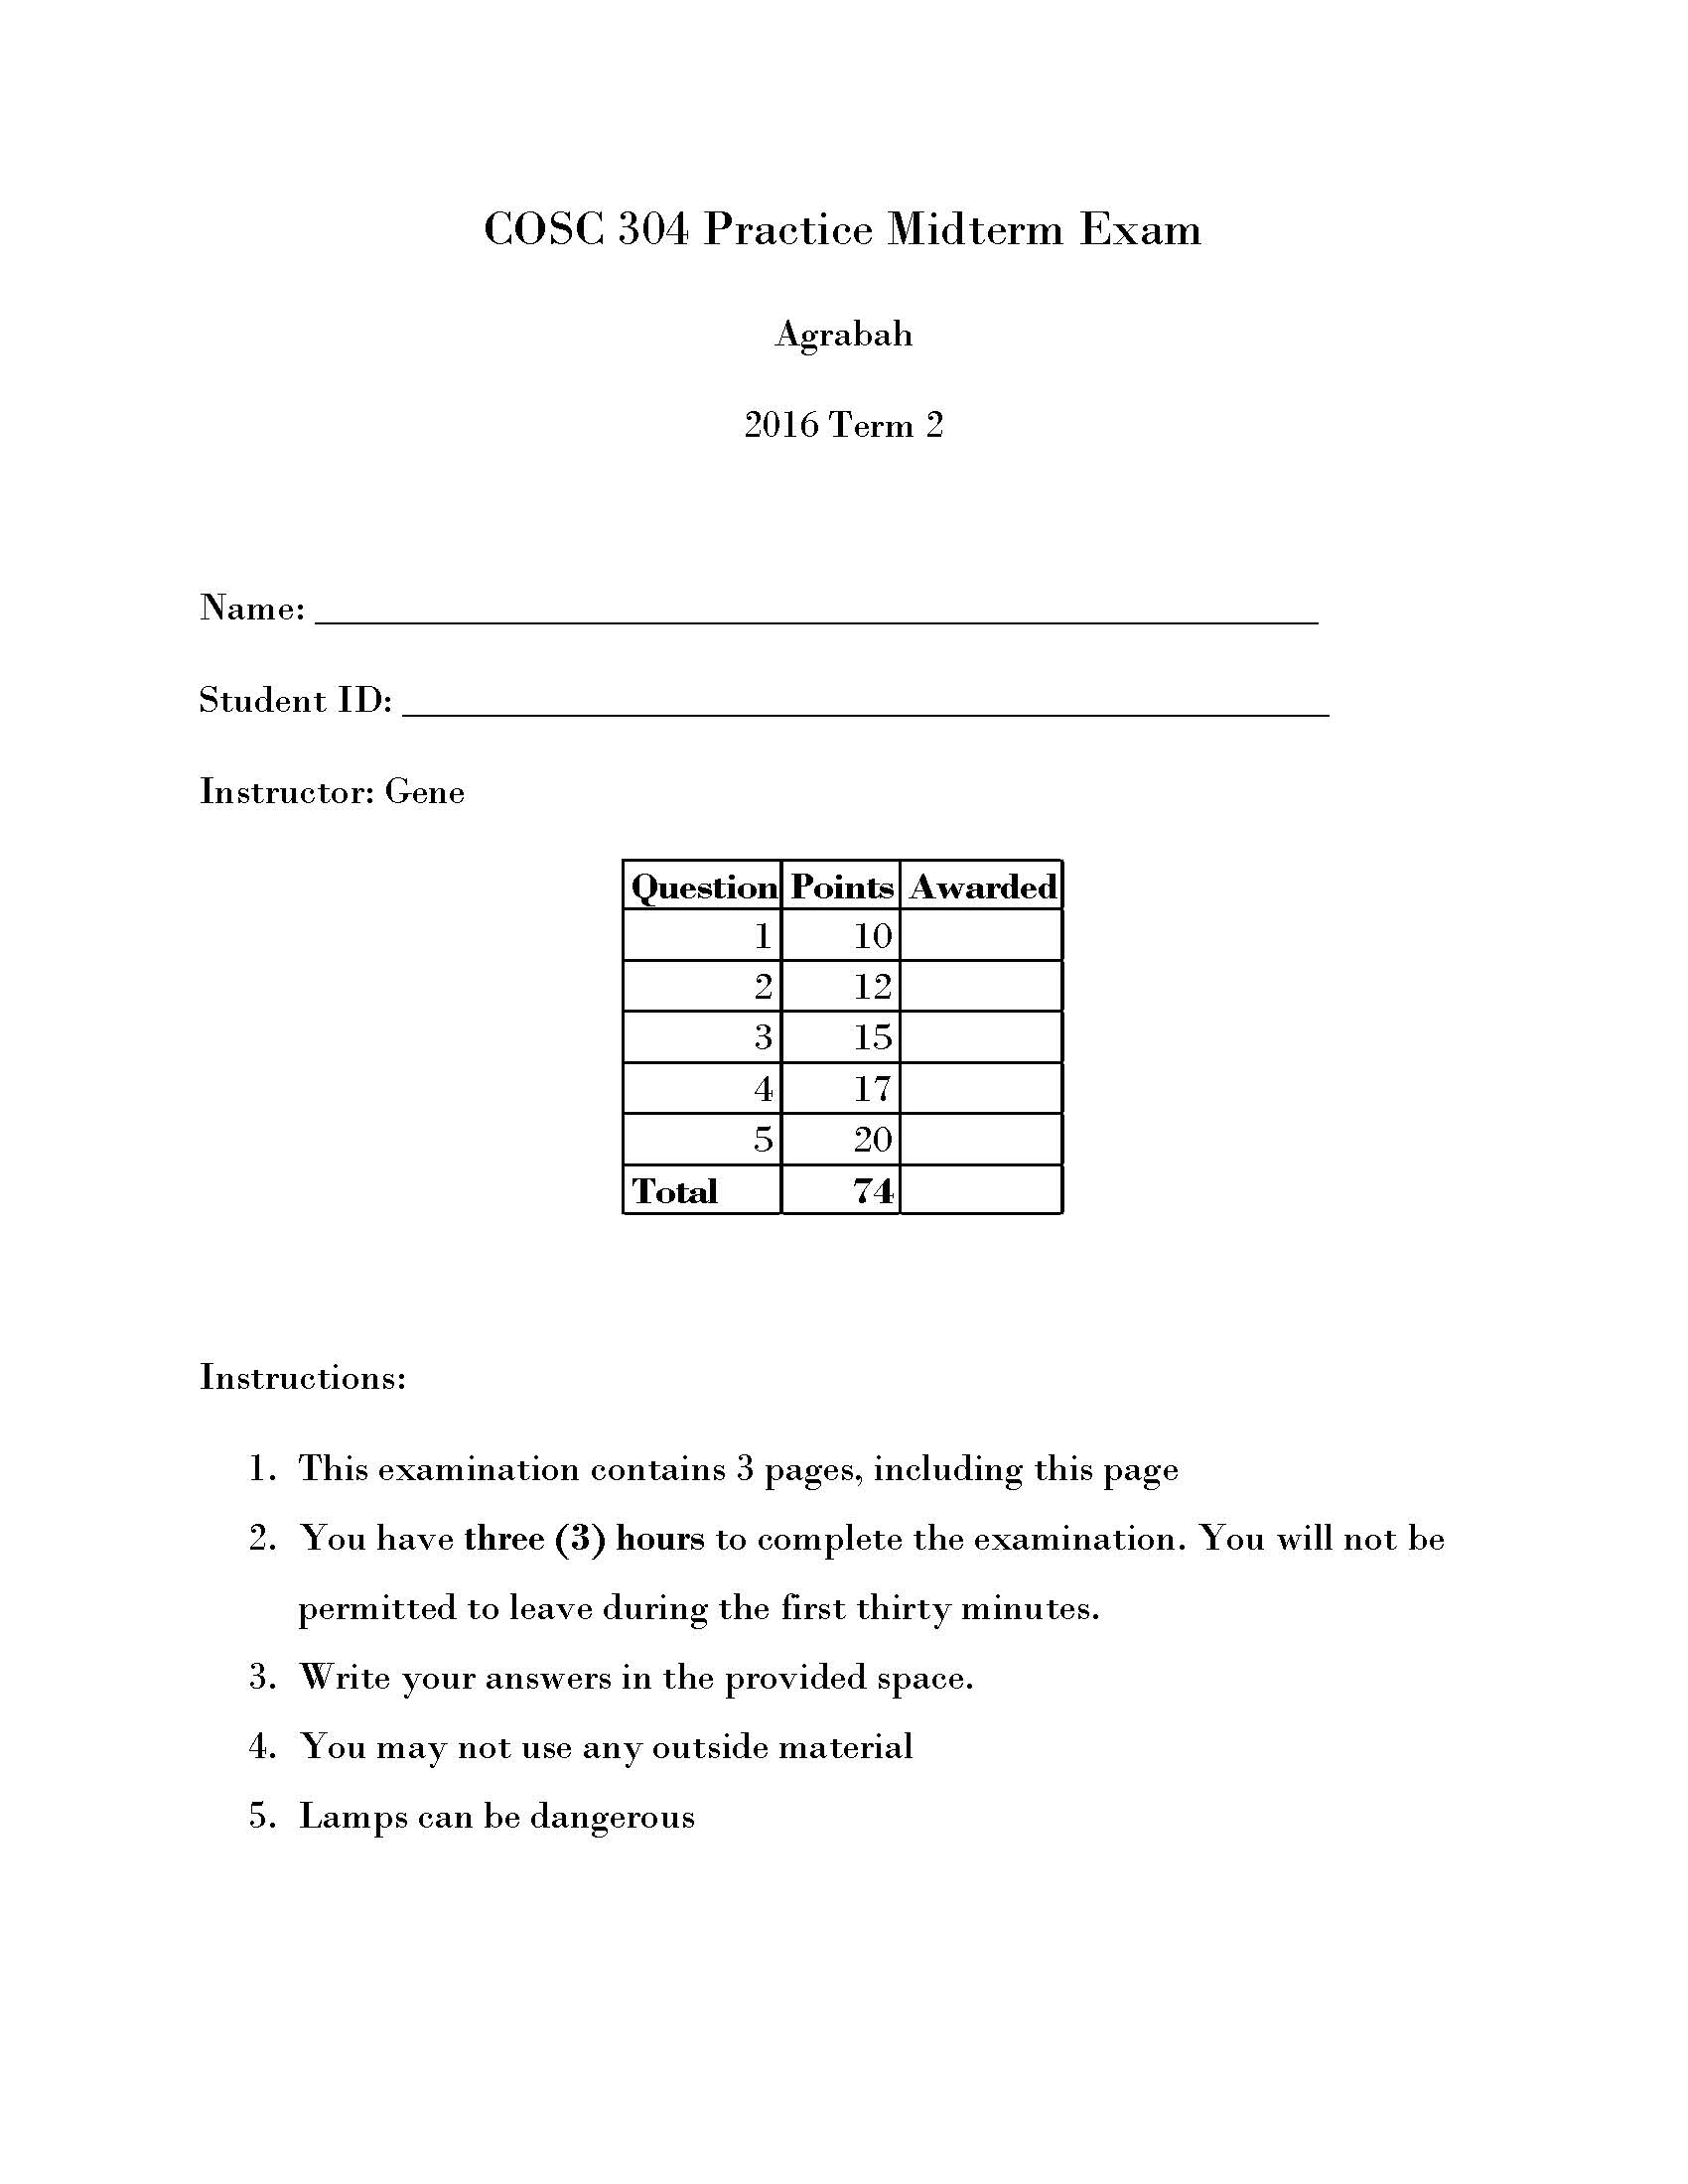 COSC 304 Practice Midterm Exam
Agrabah
2016 Term 2
Name: ______________________________________________
Student ID: __________________________________________
Instructor: Gene
Question Points Awarded
1 10
2 12
3 15
4 17
5 20
Total 74
Instructions:
1. This examination contains 3 pages, including this page
2. You have three (3) hours to complete the examination. You will not be
permitted to leave during the first thirty minutes.
3. Write your answers in the provided space.
4. You may not use any outside material
5. Lamps can be dangerous